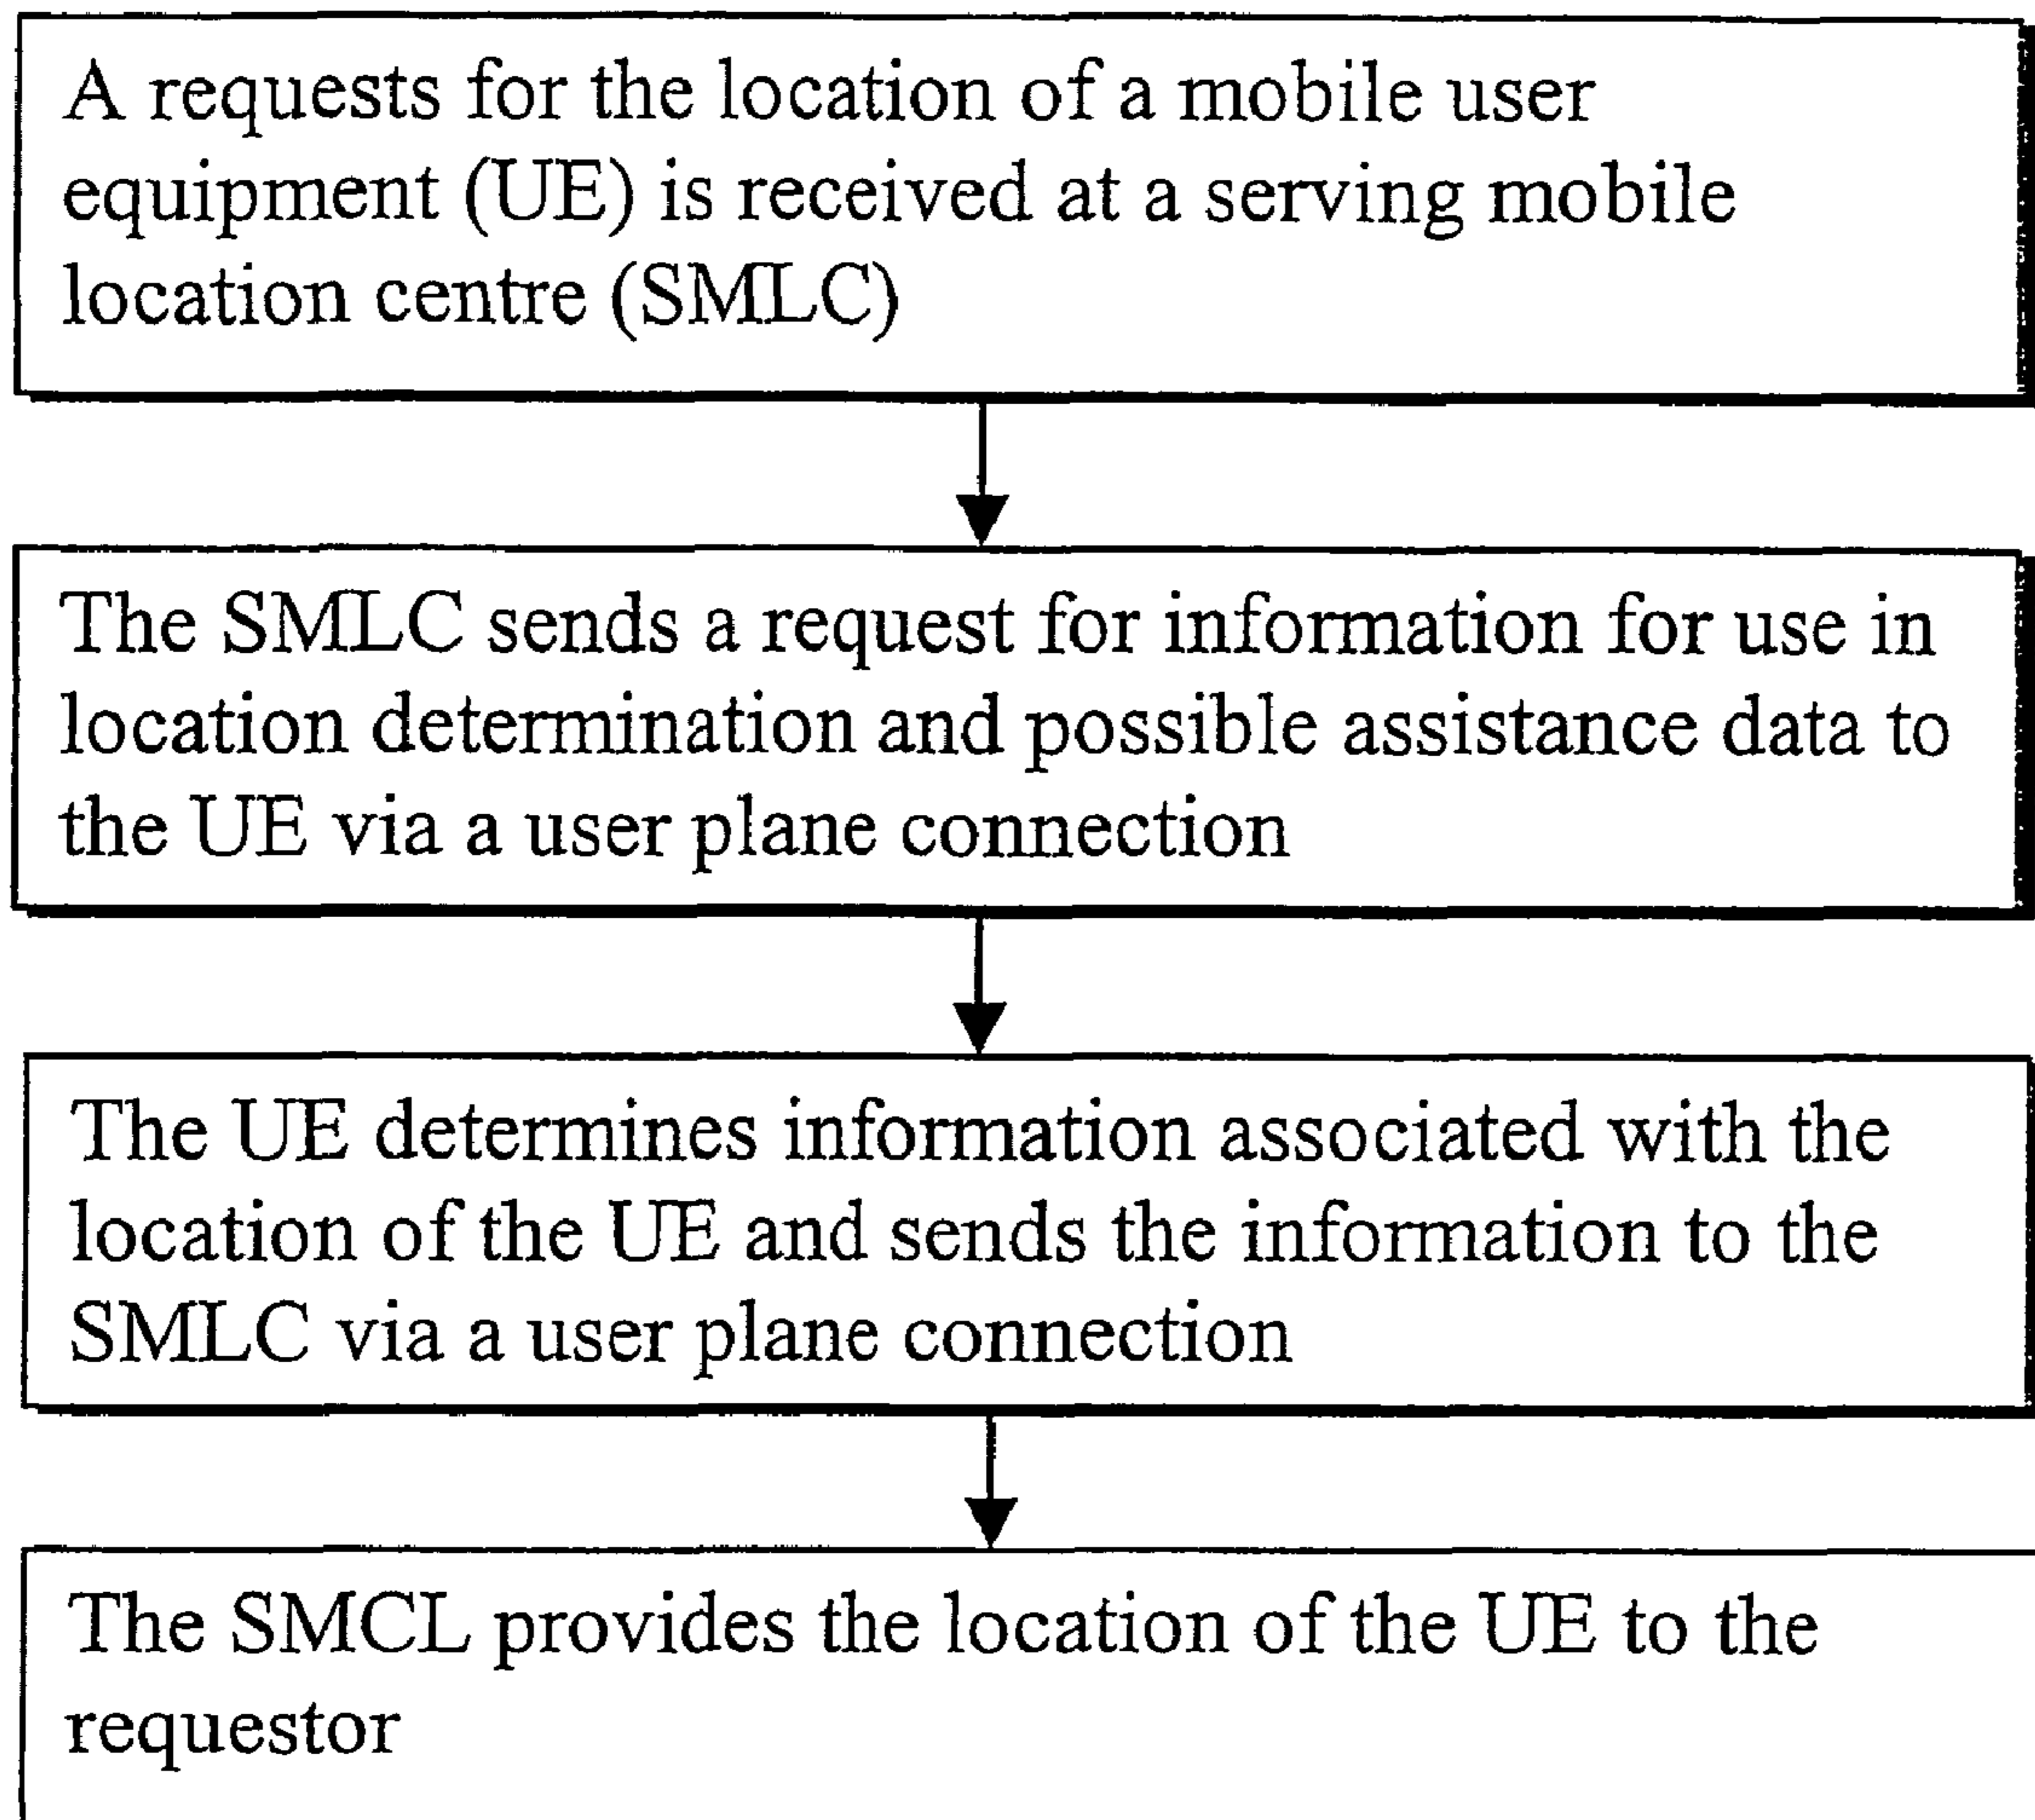 A requests for the location of a mobile user
equipment (UE) is received at a serving mobile
location centre (SMLC)
The SMLC sends a request for information for use in
location determination and possible assistance data to
the UE via a user plane connection
The UE determines information associated with the
location of the UE and sends the information to the
SMLC via a user plane connection
The SMCL provides the location of the UE to the
requestor